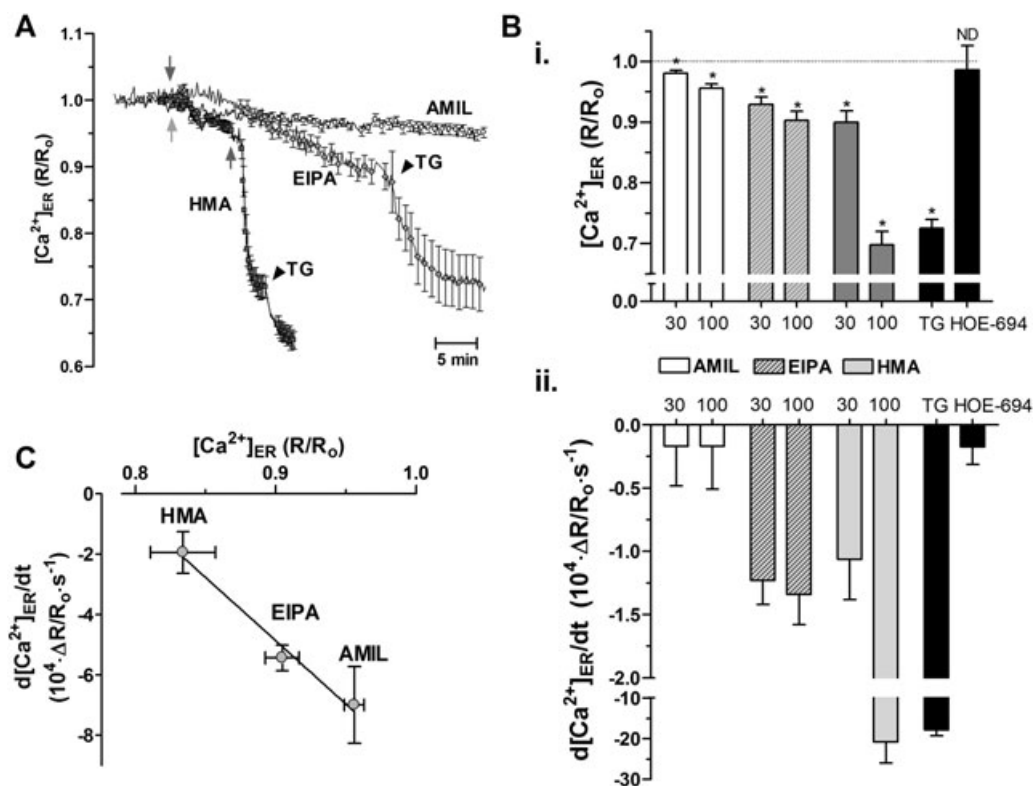 A
[Ca²⁺]ER (R/Ro)
1.1
1.0
0.9
0.8
0.7
0.6
AMIL
TG
EIPA
HMA
TG
5 min
B
i.
[Ca²⁺]ER (R/Ro)
1.0
0.9
0.8
0.7
0.0
* * * * * * * ND
30 100 30 100 30 100 TG HOE-694
AMIL EIPA HMA
ii.
30 100 30 100 30 100 TG HOE-694
d[Ca²⁺]ER/dt (10⁴·ΔR/Ro·s⁻¹)
0.0
-0.5
-1.0
-1.5
-2.0
-10
-20
-30
C
[Ca²⁺]ER (R/Ro)
0.8 0.9 1.0
d[Ca²⁺]ER/dt
(10⁴·ΔR/Ro·s⁻¹)
0
-2
-4
-6
-8
HMA
EIPA
AMIL